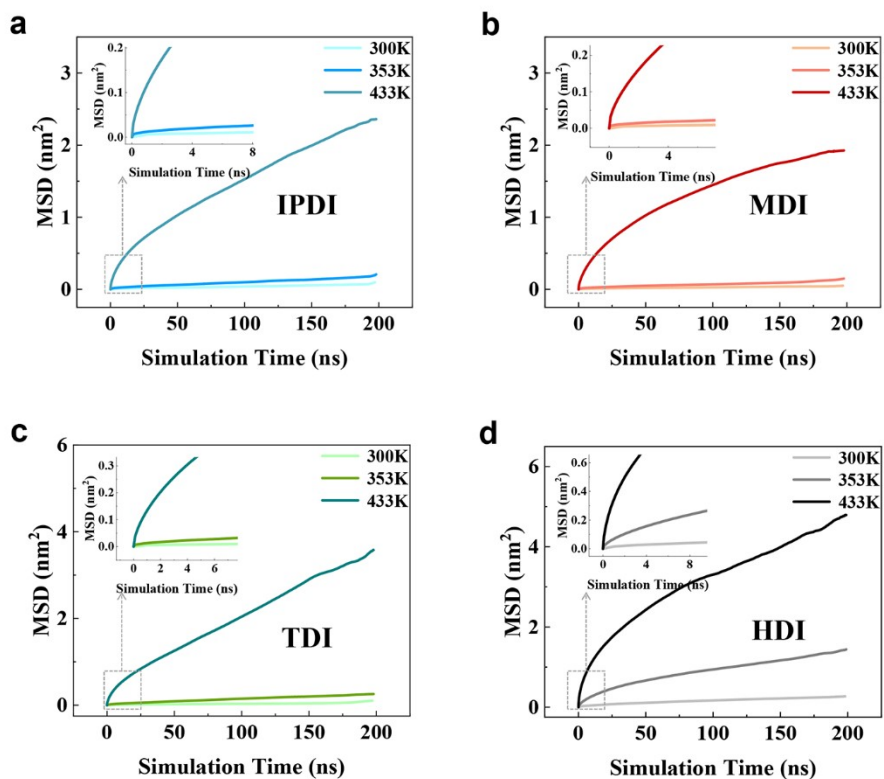 a
3
2
1
0
MSD (nm²)
0.2
0.1
0.0
MSD (nm²)
0 4 8
Simulation Time (ns)
300K
353K
433K
IPDI
0 50 100 150 200
Simulation Time (ns)
b
3
2
1
0
MSD (nm²)
0.2
0.1
0.0
MSD (nm²)
0 4
Simulation Time (ns)
300K
353K
433K
MDI
0 50 100 150 200
Simulation Time (ns)
c
6
4
2
0
MSD (nm²)
0.3
0.2
0.1
0.0
MSD (nm²)
0 2 4 6
Simulation Time (ns)
300K
353K
433K
TDI
0 50 100 150 200
Simulation Time (ns)
d
6
4
2
0
MSD (nm²)
0.6
0.4
0.2
0.0
MSD (nm²)
0 4 8
Simulation Time (ns)
300K
353K
433K
HDI
0 50 100 150 200
Simulation Time (ns)